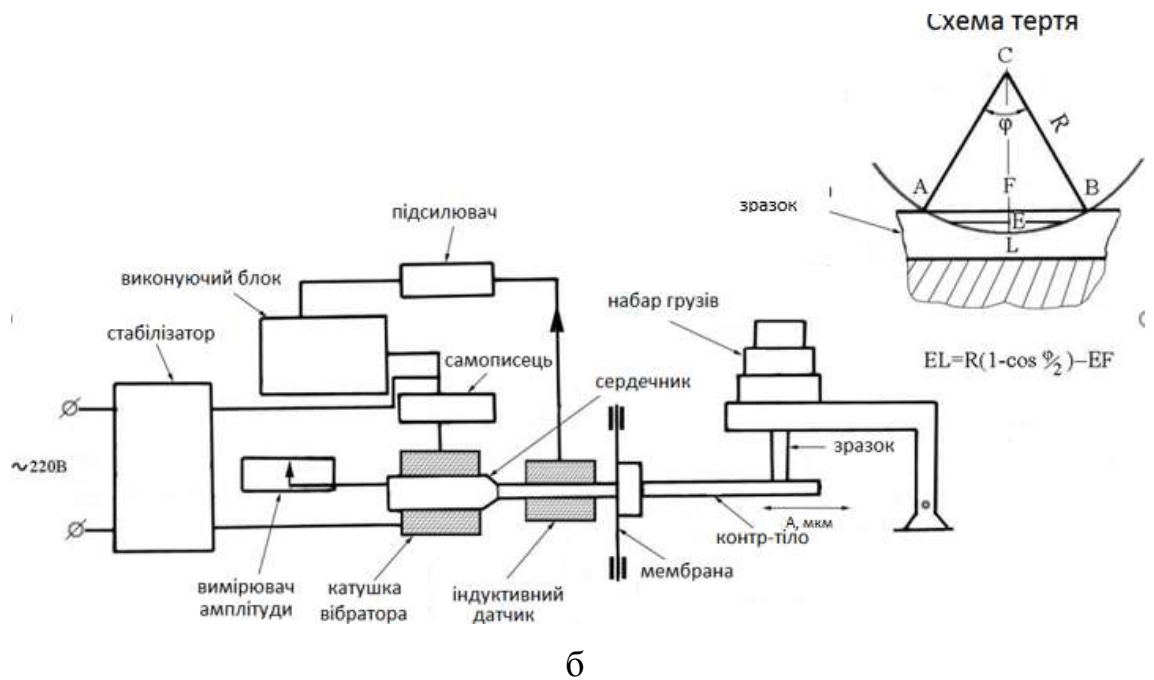 Схема тертя
C
φ
R
A
F
B
зразок
E
L
підсилювач
виконуючий блок
набар грузів
стабілізатор
EL=R(1-cos φ/2)–EF
самописець
сердечник
зразок
~220В
А, мкм
контр-тіло
мембрана
вимірювач
амплітуди
катушка
вібратора
індуктивний
датчик
б